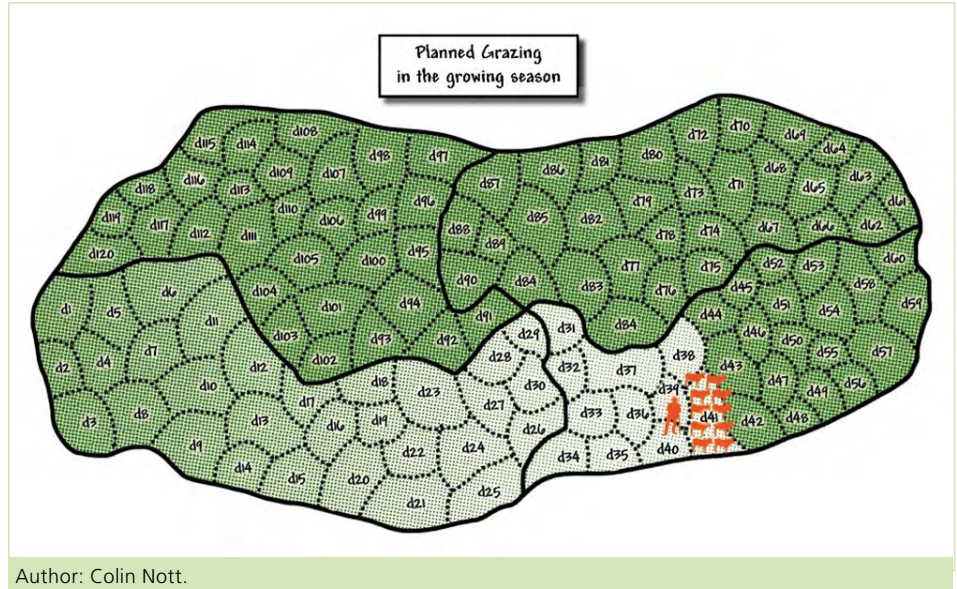 Planned Grazing
in the growing season
d115
d114
d108
d98
d97
d118
d116
d113
d109
d107
d96
d119
d117
d112
d111
d110
d106
d99
d95
d120
d105
d100
d104
d101
d94
d103
d102
d93
d92
d87
d86
d81
d80
d72
d70
d69
d64
d88
d85
d82
d79
d73
d71
d68
d65
d63
d61
d89
d78
d74
d67
d66
d62
d90
d84
d83
d77
d76
d75
d91
d84
d1
d5
d6
d11
d2
d4
d7
d10
d12
d3
d8
d9
d13
d14
d15
d16
d17
d18
d19
d20
d21
d22
d23
d24
d25
d26
d27
d28
d29
d30
d31
d32
d33
d34
d35
d36
d37
d38
d39
d40
d41
d42
d43
d44
d45
d46
d47
d48
d49
d50
d51
d52
d53
d54
d55
d56
d57
d58
d59
d60
Author: Colin Nott.